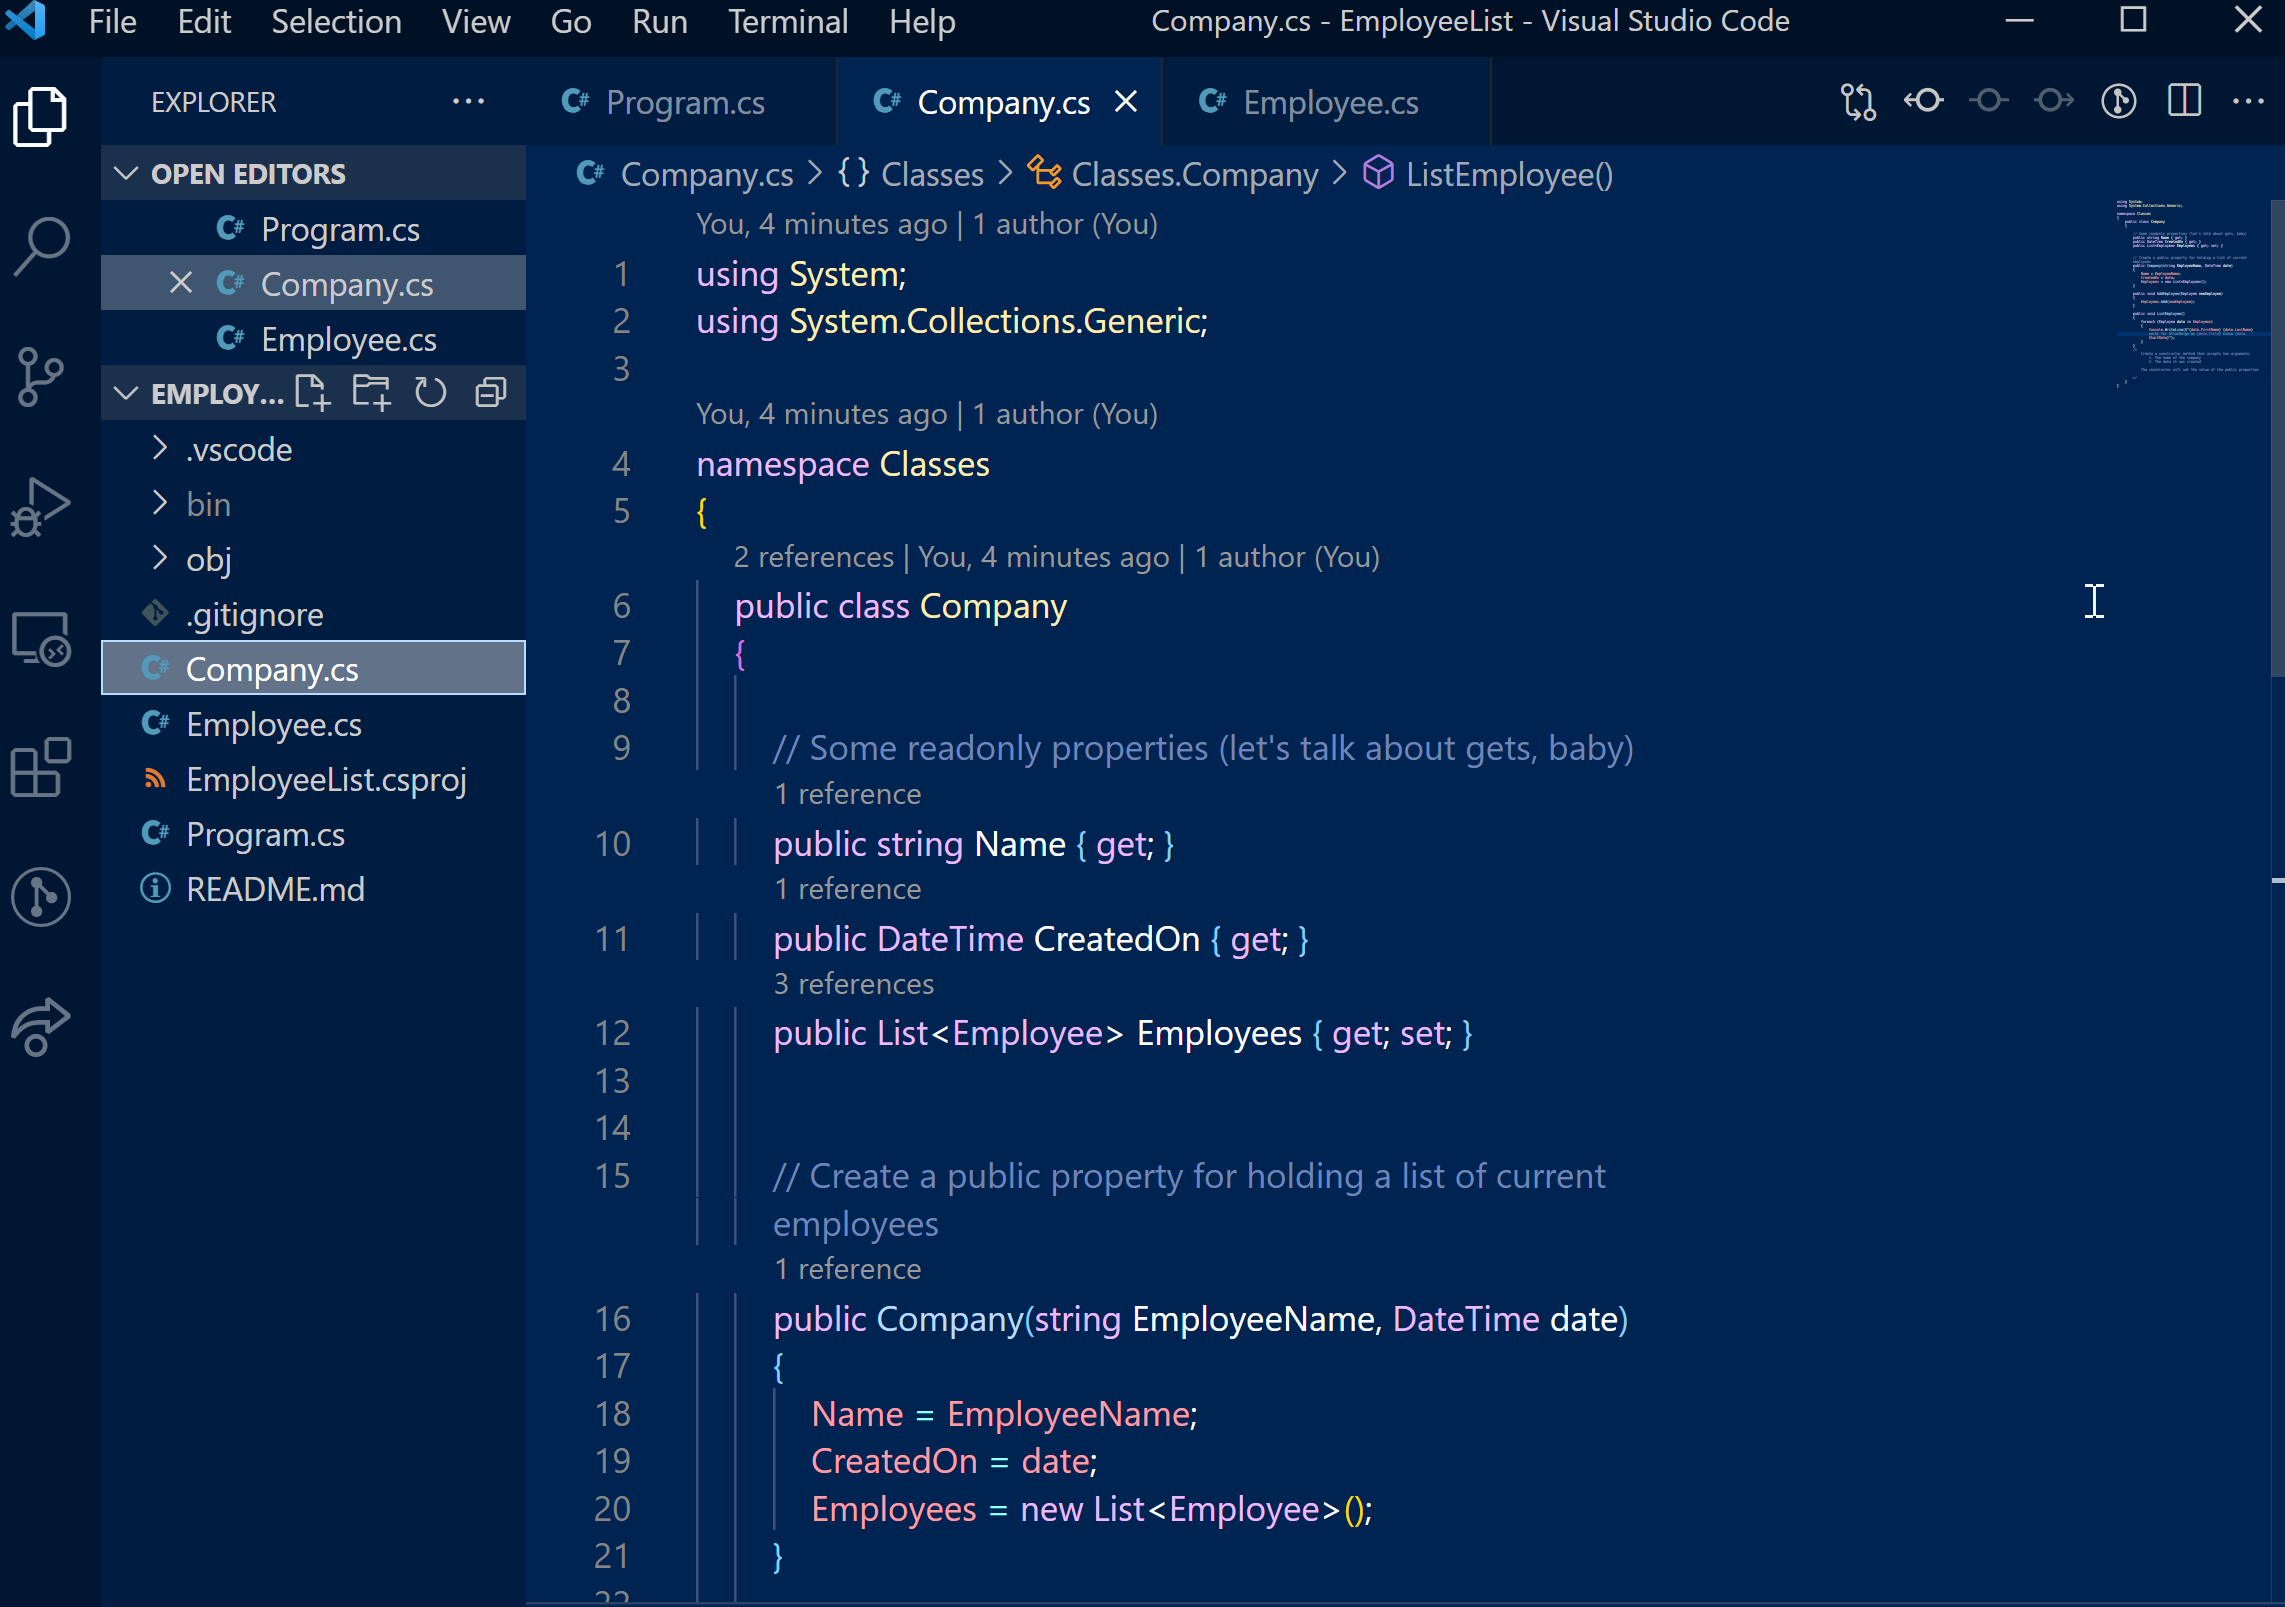 File Edit Selection View Go Run Terminal Help Company.cs - EmployeeList - Visual Studio Code
EXPLORER
Program.cs Company.cs Employee.cs
OPEN EDITORS
Program.cs
Company.cs
Employee.cs
EMPLOY...
.vscode
bin
obj
.gitignore
Company.cs
Employee.cs
EmployeeList.csproj
Program.cs
README.md
Company.cs > {} Classes > Classes.Company > ListEmployee()
You, 4 minutes ago | 1 author (You)
1 using System;
2 using System.Collections.Generic;
3
You, 4 minutes ago | 1 author (You)
4 namespace Classes
5 {
2 references | You, 4 minutes ago | 1 author (You)
6 public class Company
7 {
8
9 // Some readonly properties (let's talk about gets, baby)
1 reference
10 public string Name { get; }
1 reference
11 public DateTime CreatedOn { get; }
3 references
12 public List<Employee> Employees { get; set; }
13
14
15 // Create a public property for holding a list of current
employees
1 reference
16 public Company(string EmployeeName, DateTime date)
17 {
18 Name = EmployeeName;
19 CreatedOn = date;
20 Employees = new List<Employee>();
21 }
22